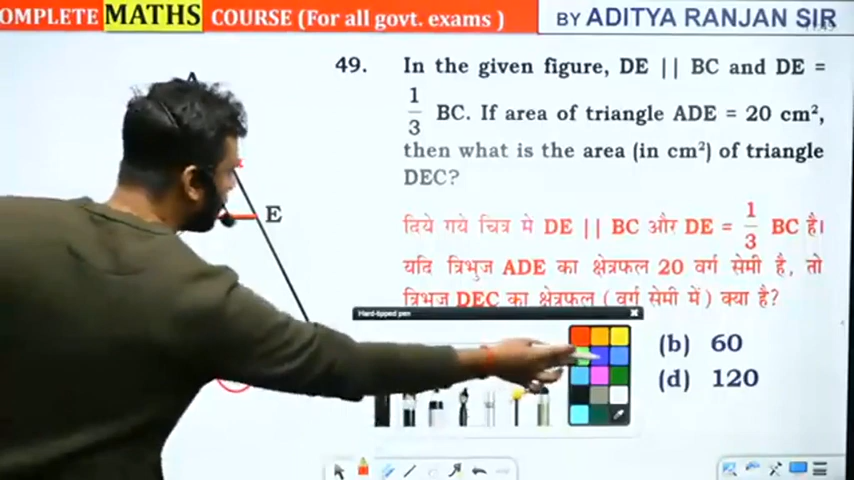 OMPLETE MATHS COURSE (For all govt. exams )
BY ADITYA RANJAN SIR
49. In the given figure, DE || BC and DE =
1/3 BC. If area of triangle ADE = 20 cm²,
then what is the area (in cm²) of triangle
DEC?
दिये गये चित्र मे DE || BC और DE = 1/3 BC है।
यदि त्रिभुज ADE का क्षेत्रफल 20 वर्ग सेमी है, तो
त्रिभुज DEC का क्षेत्रफल ( वर्ग सेमी में ) क्या है?
A
E
Hard-tipped pen
(b) 60
(d) 120